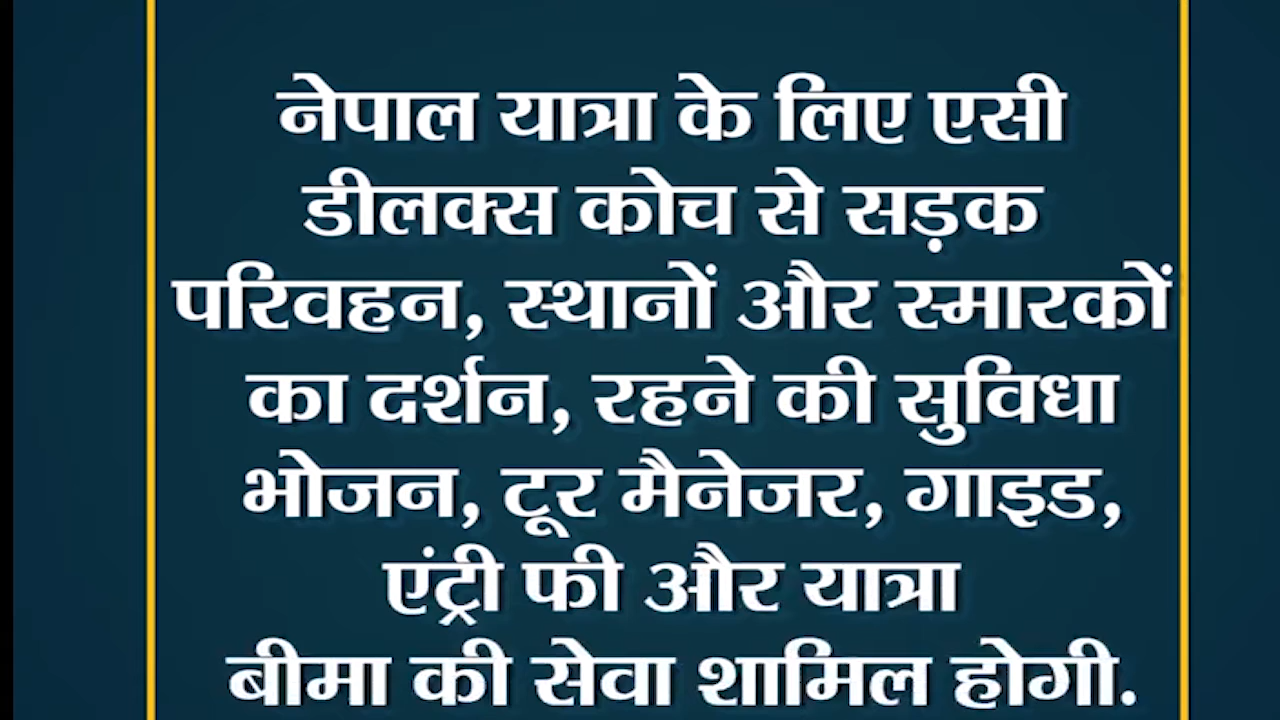 नेपाल यात्रा के लिए एसी
डीलक्स कोच से सड़क
परिवहन, स्थानों और स्मारकों
का दर्शन, रहने की सुविधा
भोजन, टूर मैनेजर, गाइड,
एंट्री फी और यात्रा
बीमा की सेवा शामिल होगी.